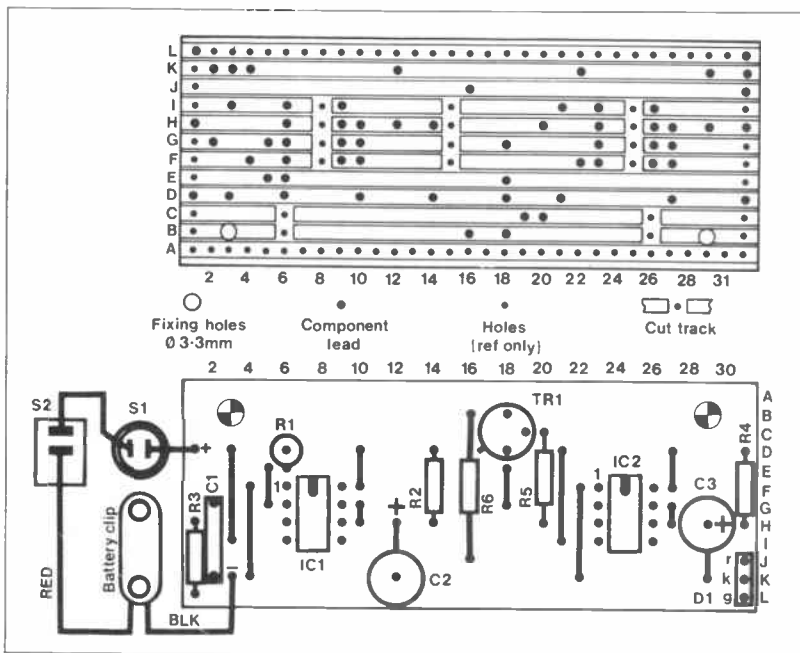 L
K
J
I
H
G
F
E
D
C
B
A
2 4 6 8 10 12 14 16 18 20 22 24 26 28 31
Fixing holes
Ø 3·3mm
Component
lead
Holes
(ref only)
Cut track
2 4 6 8 10 12 14 16 18 20 22 24 26 28 30
S2
S1
+
RED
Battery clip
BLK
R3
C1
−
R1
1
IC1
+
C2
R2
R6
TR1
R5
1
IC2
C3
+
R4
D1
r
k
g
A
B
C
D
E
F
G
H
I
J
K
L